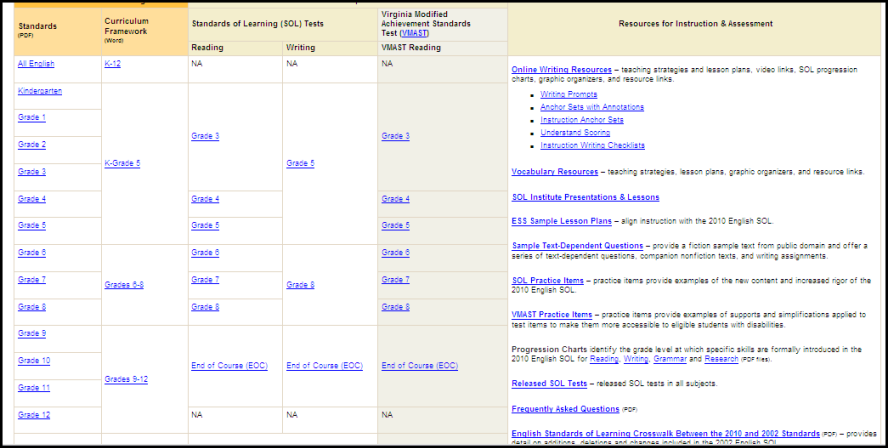 Standards
(PDF)
Curriculum
Framework
(Word)
Standards of Learning (SOL) Tests
Virginia Modified
Achievement Standards
Test (VMAST)
Resources for Instruction & Assessment
Reading
Writing
VMAST Reading
All English
K-12
NA
NA
NA
Kindergarten
Grade 1
Grade 2
Grade 3
Grade 4
Grade 5
K-Grade 5
Grade 3
Grade 4
Grade 5
Grade 5
Grade 3
Grade 4
Grade 5
Grade 6
Grade 7
Grade 8
Grades 6-8
Grade 6
Grade 7
Grade 8
Grade 8
Grade 6
Grade 7
Grade 8
Grade 9
Grade 10
Grade 11
Grade 12
Grades 9-12
End of Course (EOC)
End of Course (EOC)
End of Course (EOC)
NA
NA
NA
Online Writing Resources – teaching strategies and lesson plans, video links, SOL progression
charts, graphic organizers, and resource links.
Writing Prompts
Anchor Sets with Annotations
Instruction Anchor Sets
Understand Scoring
Instruction Writing Checklists
Vocabulary Resources – teaching strategies, lesson plans, graphic organizers, and resource links.
SOL Institute Presentations & Lessons
ESS Sample Lesson Plans – align instruction with the 2010 English SOL.
Sample Text-Dependent Questions – provide a fiction sample text from public domain and offer a
series of text-dependent questions, companion nonfiction texts, and writing assignments.
SOL Practice Items – practice items provide examples of the new content and increased rigor of the
2010 English SOL.
VMAST Practice Items – practice items provide examples of supports and simplifications applied to
test items to make them more accessible to eligible students with disabilities.
Progression Charts identify the grade level at which specific skills are formally introduced in the
2010 English SOL for Reading, Writing, Grammar and Research (PDF files).
Released SOL Tests – released SOL tests in all subjects.
Frequently Asked Questions (PDF)
English Standards of Learning Crosswalk Between the 2010 and 2002 Standards (PDF) – provides
detail on additions, deletions and changes included in the 2002 English SOL.